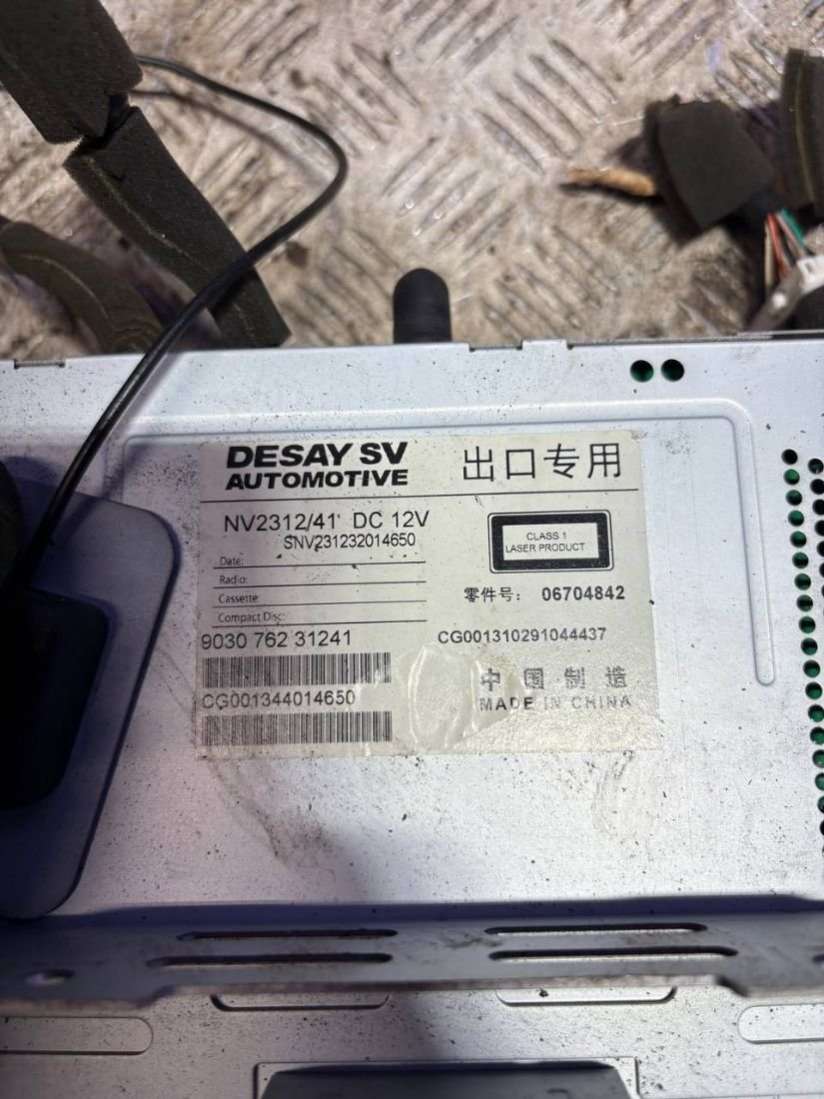 DESAY SV
AUTOMOTIVE
出口专用
NV2312/41 DC 12V
SNV231232014650
CLASS 1
LASER PRODUCT
Date:
Radio:
Cassette:
Compact Disc:
零件号: 06704842
9030 762 31241
CG001310291044437
CG001344014650
中国制造
MADE IN CHINA